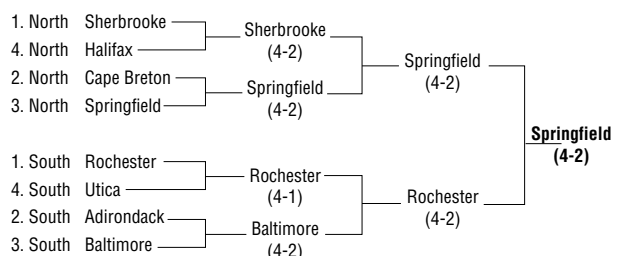 1. North Sherbrooke
4. North Halifax
2. North Cape Breton
3. North Springfield
Sherbrooke
(4-2)
Springfield
(4-2)
Springfield
(4-2)
Springfield
(4-2)
1. South Rochester
4. South Utica
2. South Adirondack
3. South Baltimore
Rochester
(4-1)
Baltimore
(4-2)
Rochester
(4-2)